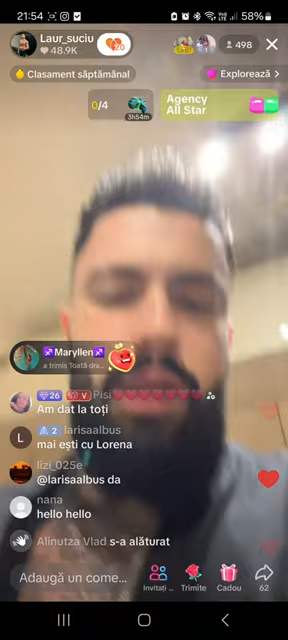 21:54
58%
Laur_suciu
48.9K
20
498
Clasament săptămânal
Explorează >
0/4
3h54m
Agency
All Star
Maryllen
a trimis Toată dra...
26 V Pisi
Am dat la toți
L
2 larisaalbus
mai ești cu Lorena
lizi_025e
@larisaalbus da
nana
hello hello
Alinutza Vlad s-a alăturat
Adaugă un come...
Invitați ...
Trimite
Cadou
62